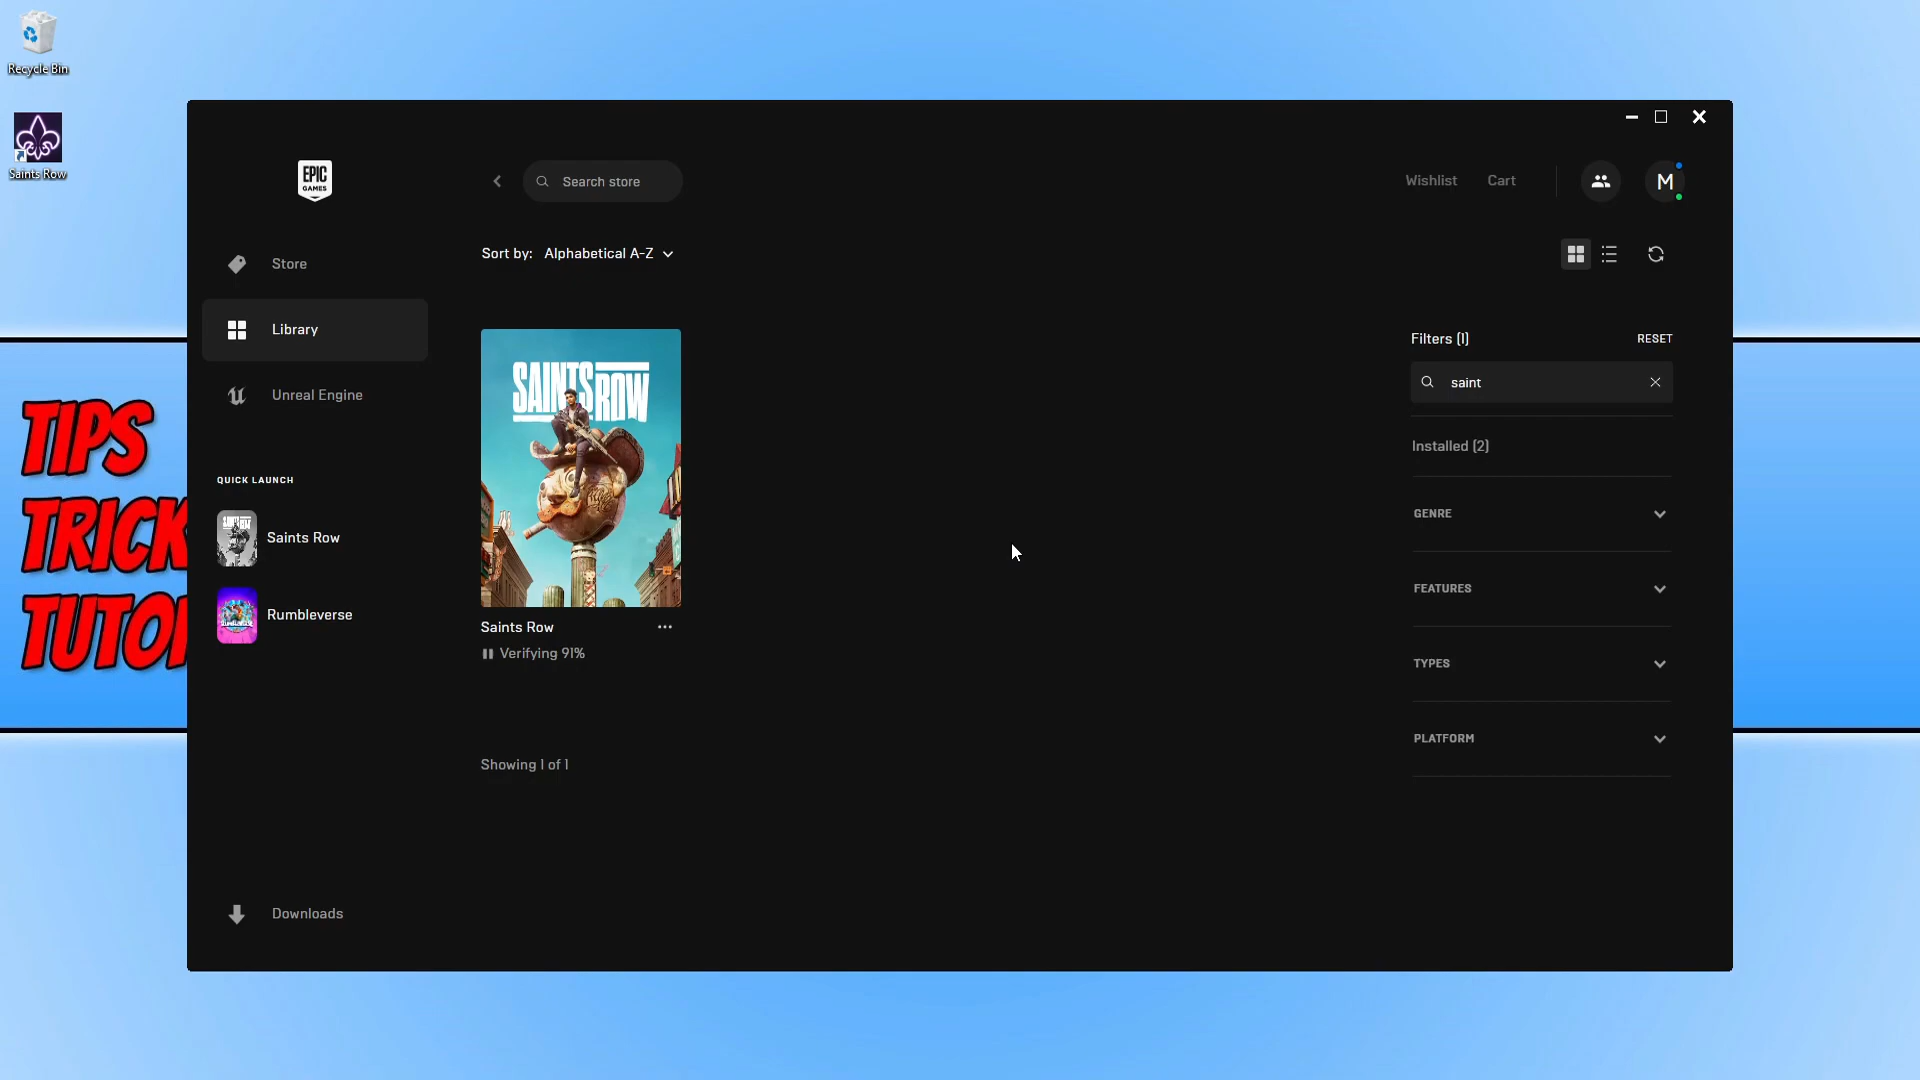 Recycle Bin
Saints Row
EPIC
GAMES
Search store
Wishlist
Cart
M
Sort by: Alphabetical A-Z
Store
Library
Unreal Engine
QUICK LAUNCH
Saints Row
Rumbleverse
Downloads
SAINTS ROW
Saints Row
Verifying 91%
Showing 1 of 1
Filters (1)
RESET
saint
Installed (2)
GENRE
FEATURES
TYPES
PLATFORM
TIPS
TRICK
TUTOR